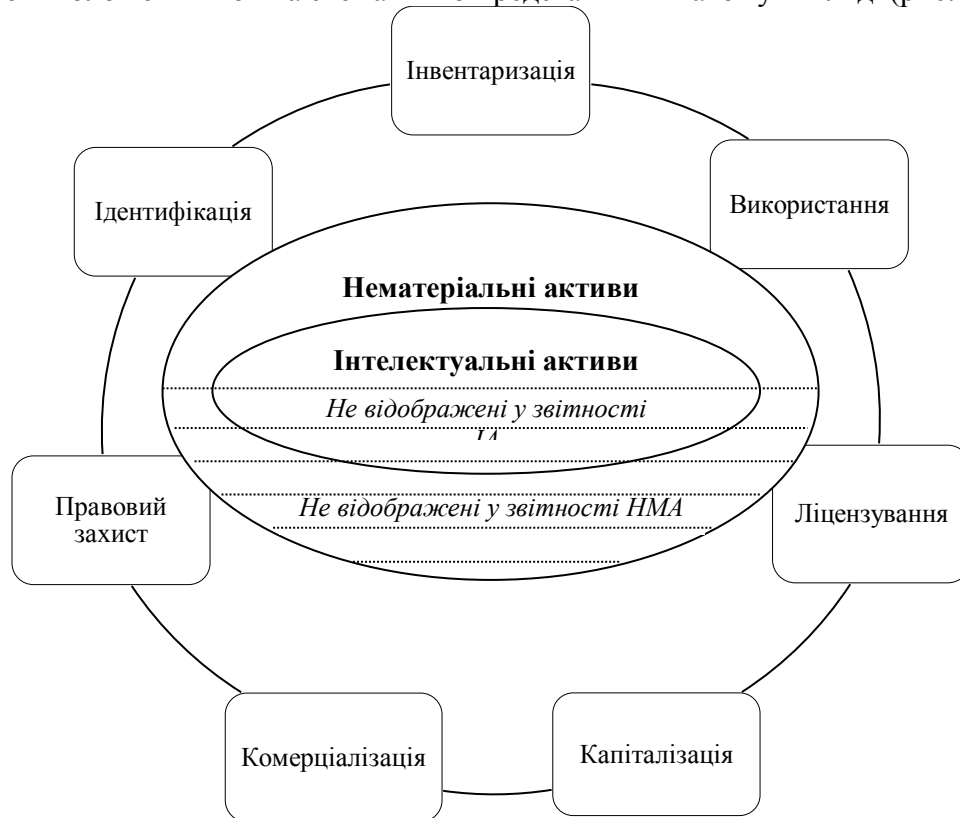 Інвентаризація
Ідентифікація
Використання
Нематеріальні активи
Інтелектуальні активи
Не відображені у звітності
ІА
Не відображені у звітності НМА
Правовий
захист
Ліцензування
Комерціалізація
Капіталізація